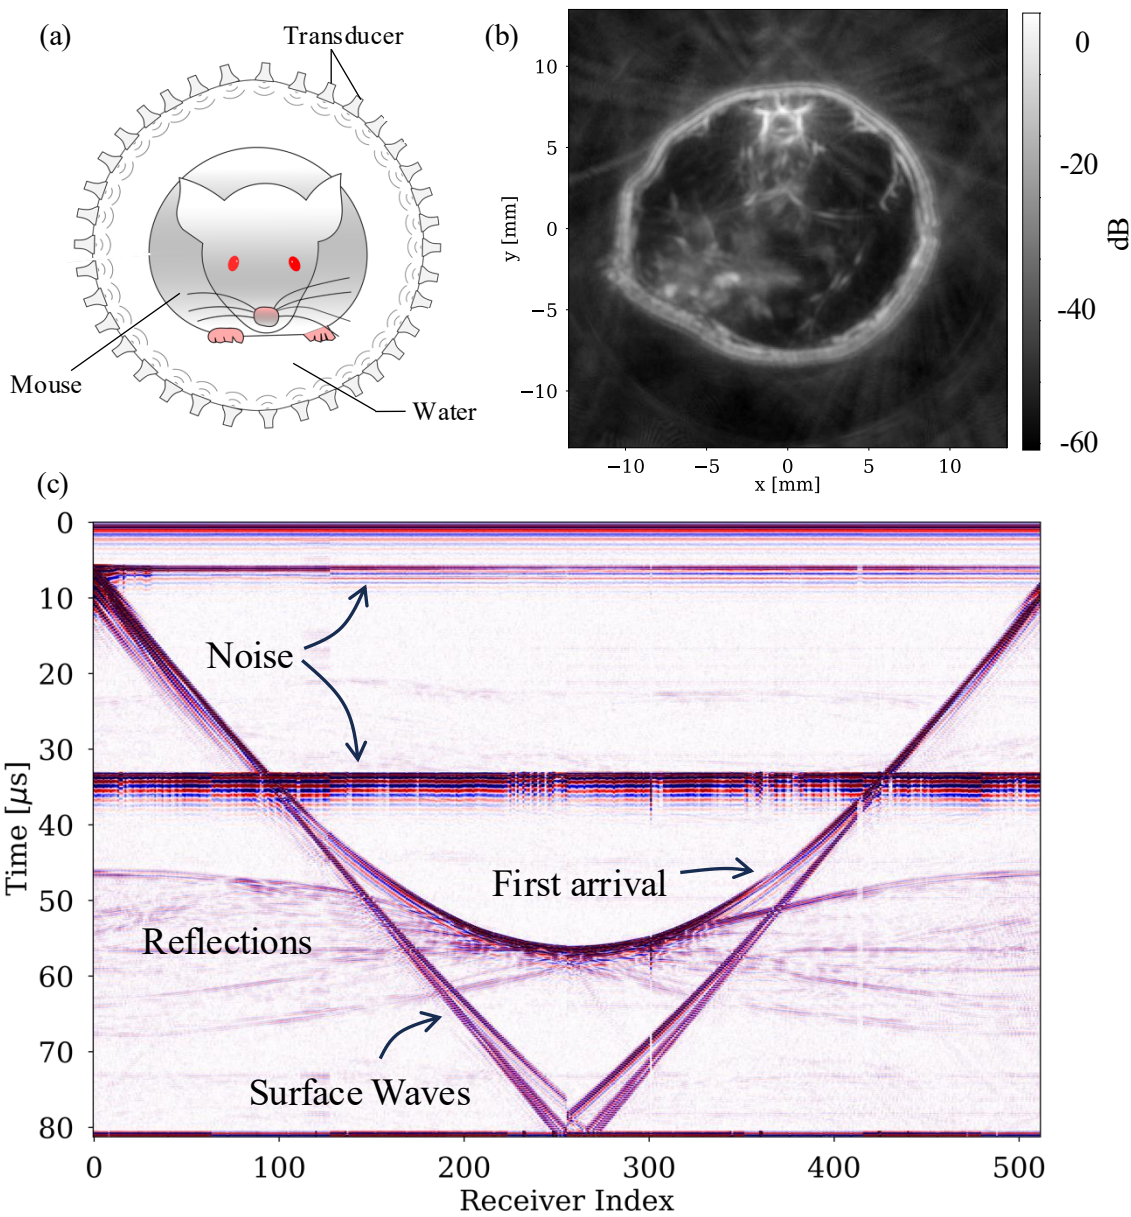 (a)
Transducer
Mouse
Water
(b)
10
5
0
−5
−10
y [mm]
−10
−5
0
5
10
x [mm]
0
-20
-40
-60
dB
(c)
0
10
20
30
40
50
60
70
80
Time [µs]
Noise
First arrival
Reflections
Surface Waves
0
100
200
300
400
500
Receiver Index